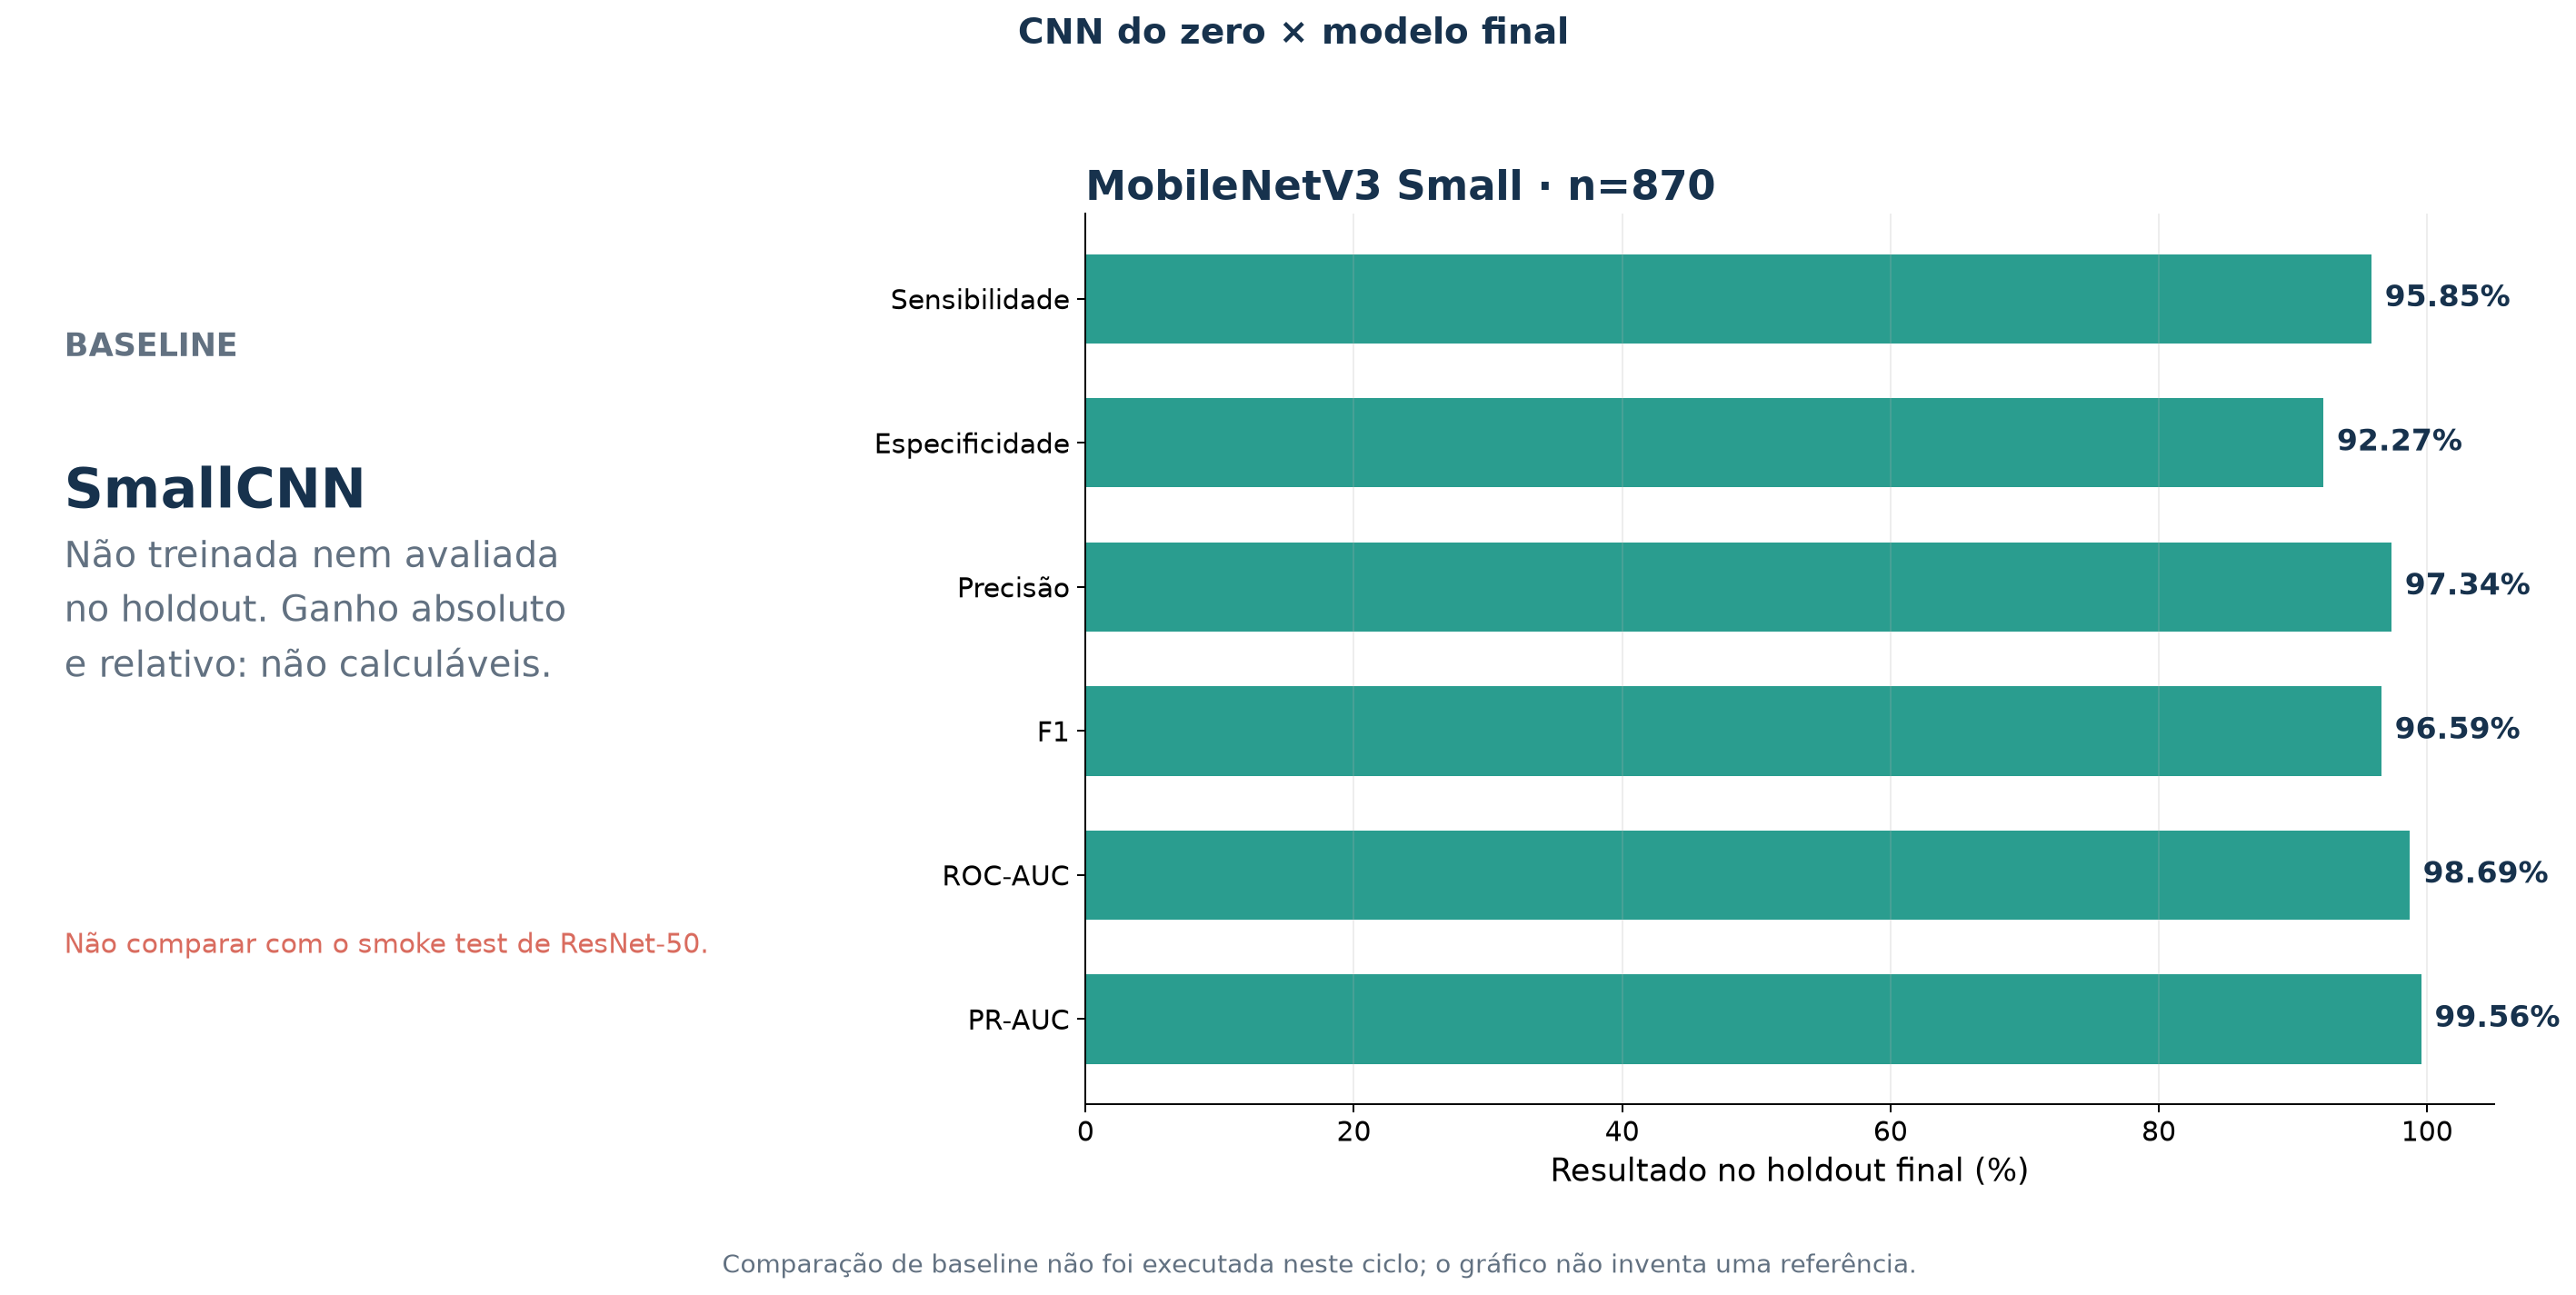 CNN do zero × modelo final
BASELINE
SmallCNN
Não treinada nem avaliada
no holdout. Ganho absoluto
e relativo: não calculáveis.
Não comparar com o smoke test de ResNet-50.
MobileNetV3 Small · n=870
Sensibilidade
95.85%
Especificidade
92.27%
Precisão
97.34%
F1
96.59%
ROC-AUC
98.69%
PR-AUC
99.56%
0 20 40 60 80 100
Resultado no holdout final (%)
Comparação de baseline não foi executada neste ciclo; o gráfico não inventa uma referência.